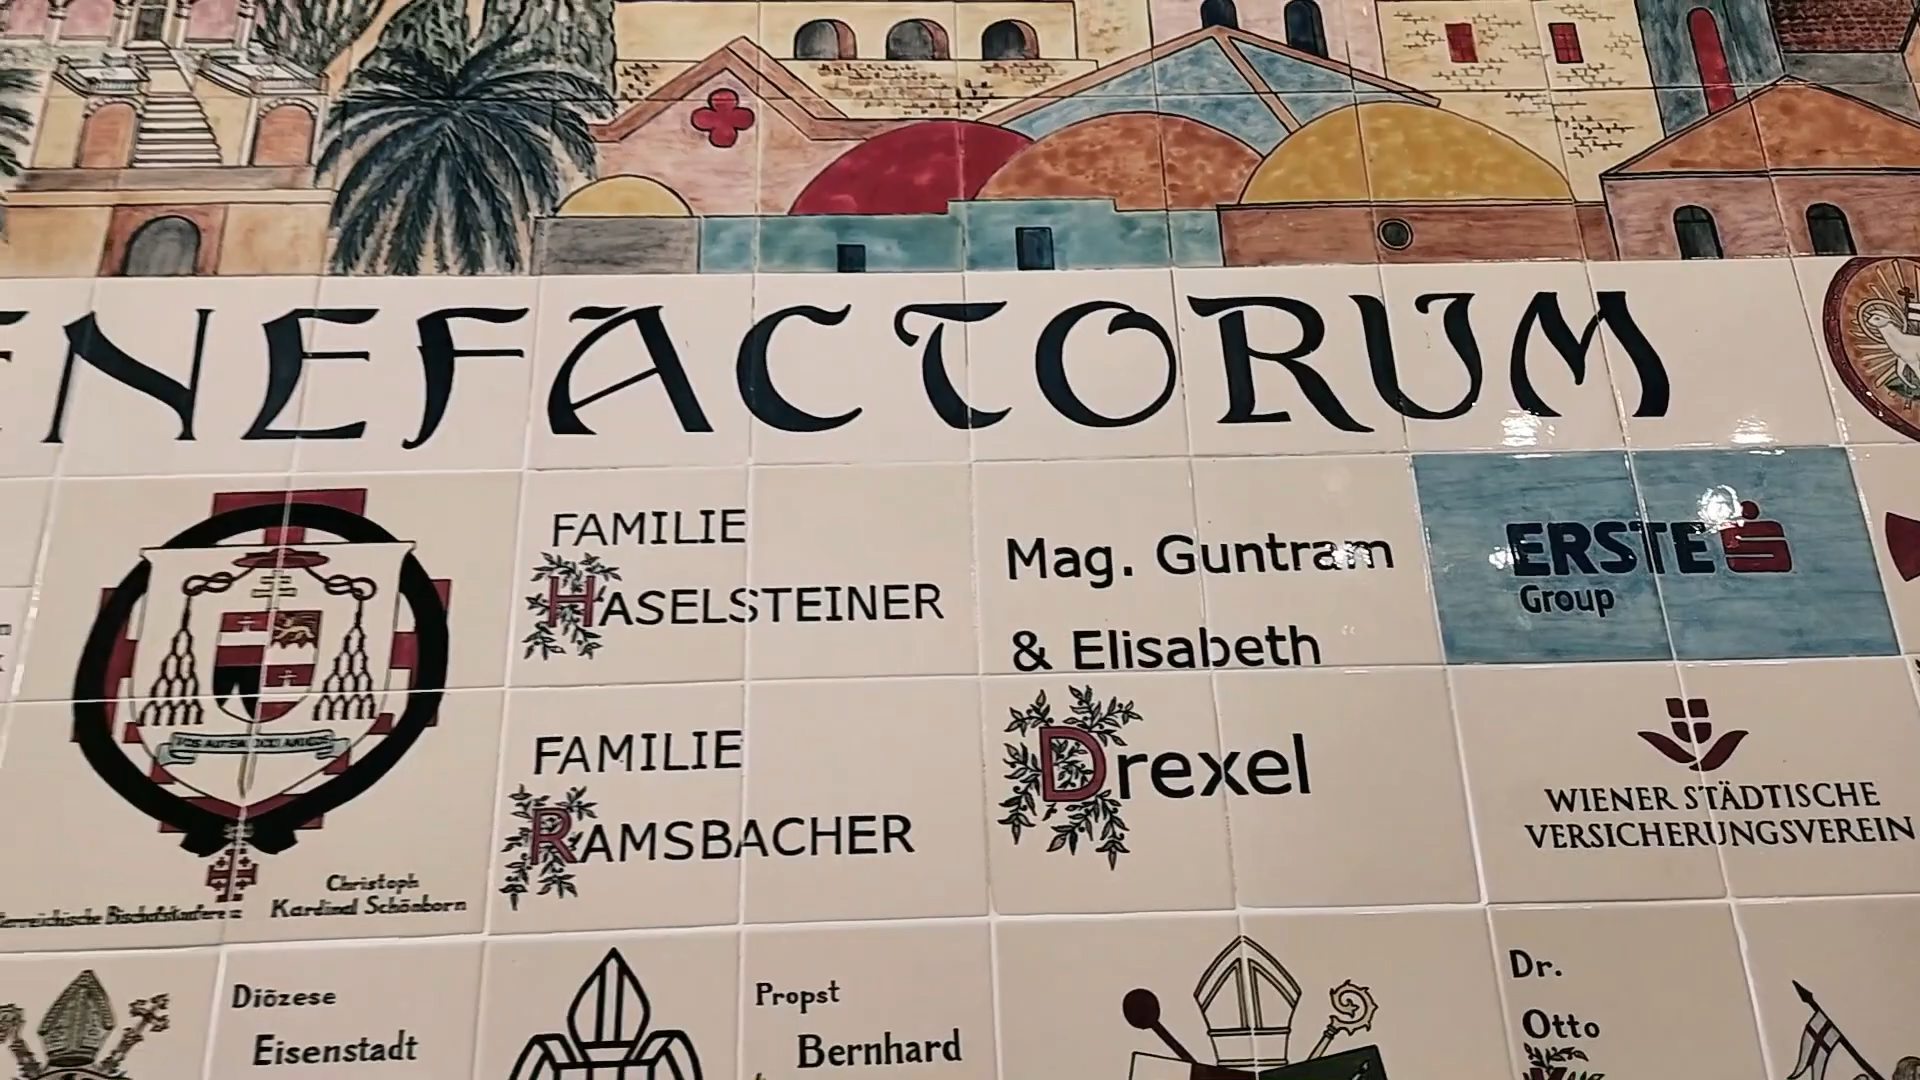 ENEFACTORUM
FAMILIE
HASELSTEINER
Mag. Guntram
& Elisabeth
Drexel
ERSTE
Group
FAMILIE
RAMSBACHER
WIENER STÄDTISCHE
VERSICHERUNGSVEREIN
Christoph
Kardinal Schönborn
Diözese
Eisenstadt
Propst
Bernhard
Dr.
Otto